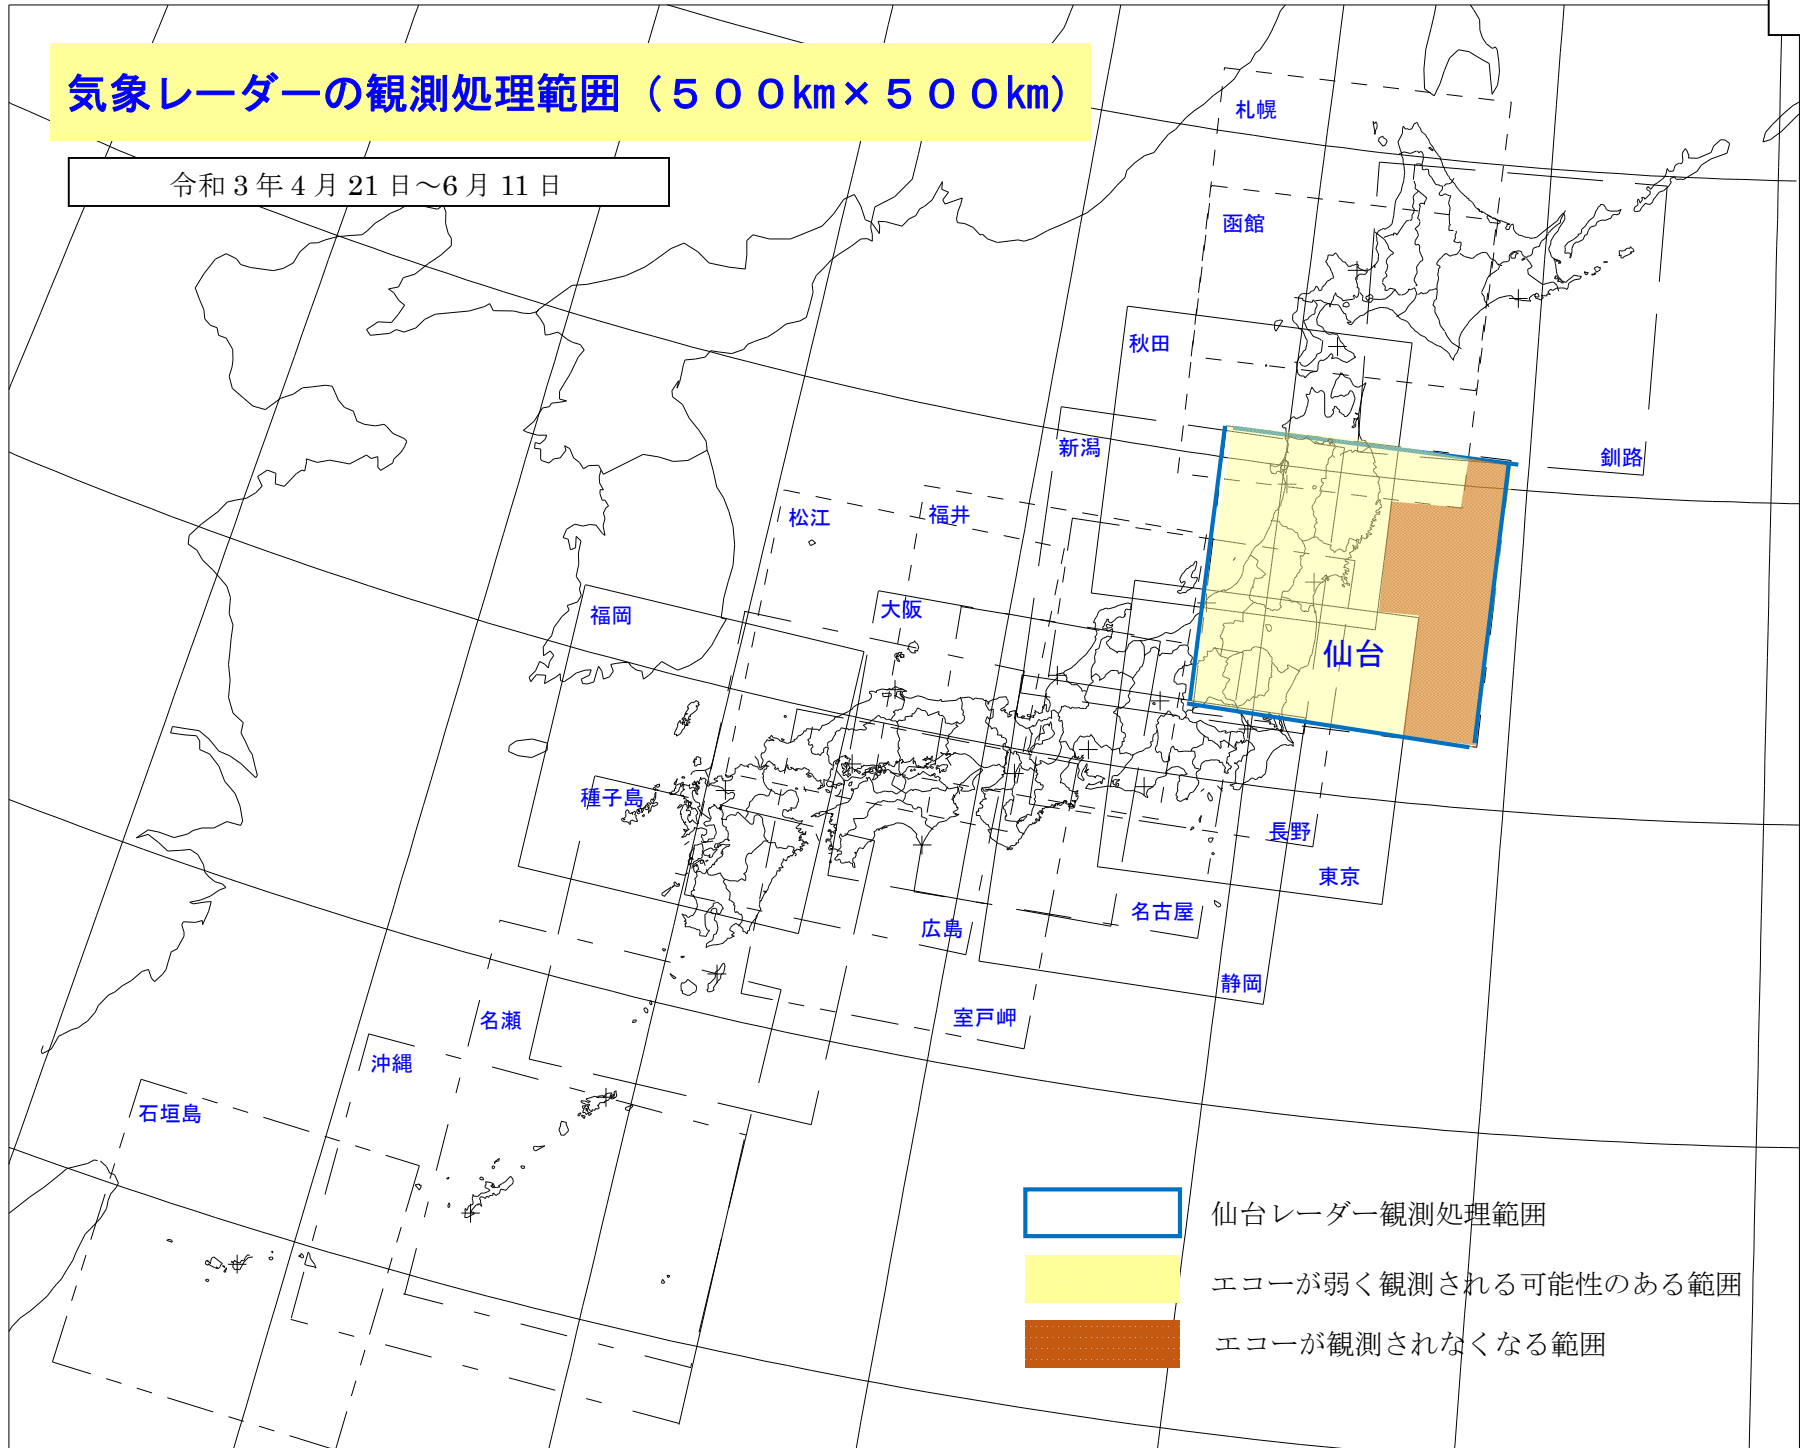 気象レーダーの観測処理範囲（５００㎞×５００㎞）
令和３年４月 21 日～6 月 11 日
札幌
函館
秋田
新潟
釧路
松江
福井
大阪
福岡
仙台
種子島
長野
東京
名古屋
広島
静岡
室戸岬
名瀬
沖縄
石垣島
仙台レーダー観測処理範囲
エコーが弱く観測される可能性のある範囲
エコーが観測されなくなる範囲